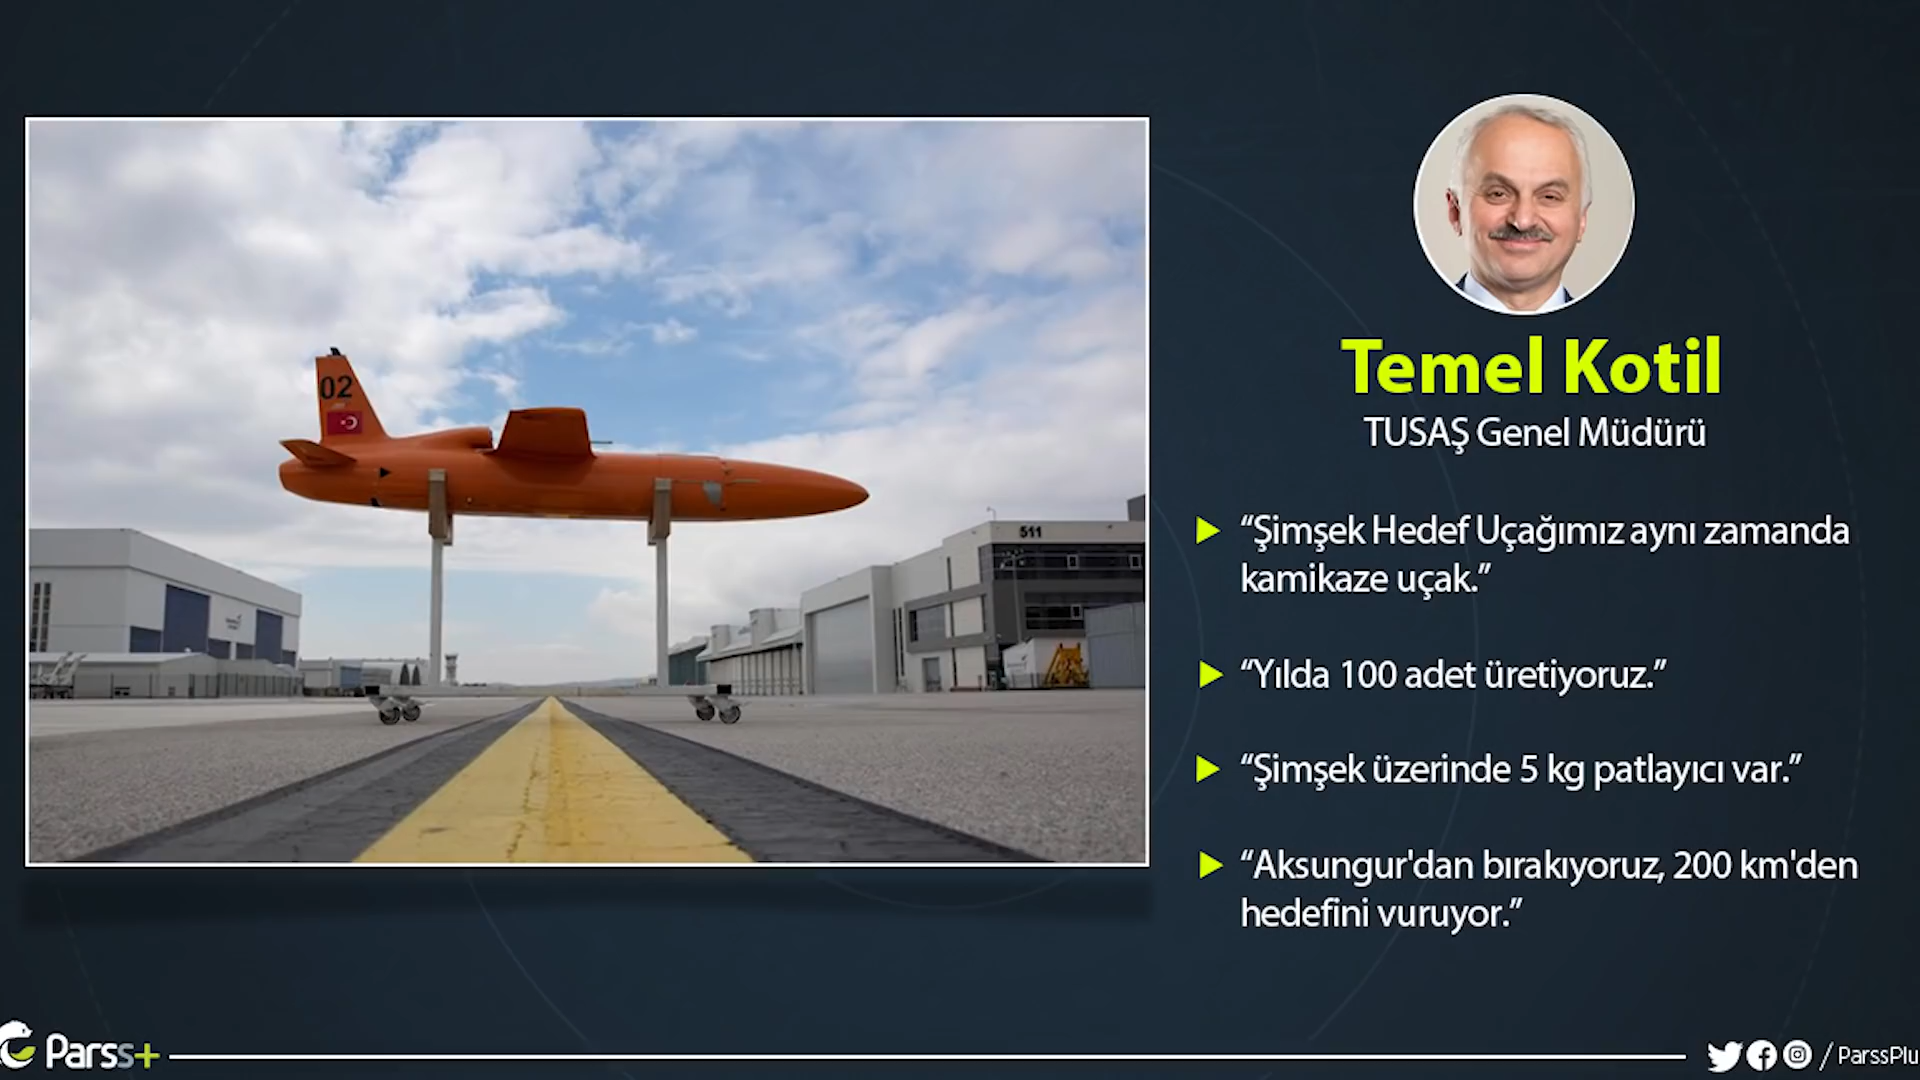 02
511
Temel Kotil
TUSAŞ Genel Müdürü
“Şimşek Hedef Uçağımız aynı zamanda
kamikaze uçak.”
“Yılda 100 adet üretiyoruz.”
“Şimşek üzerinde 5 kg patlayıcı var.”
“Aksungur'dan bırakıyoruz, 200 km'den
hedefini vuruyor.”
Parss+
/ ParssPlu